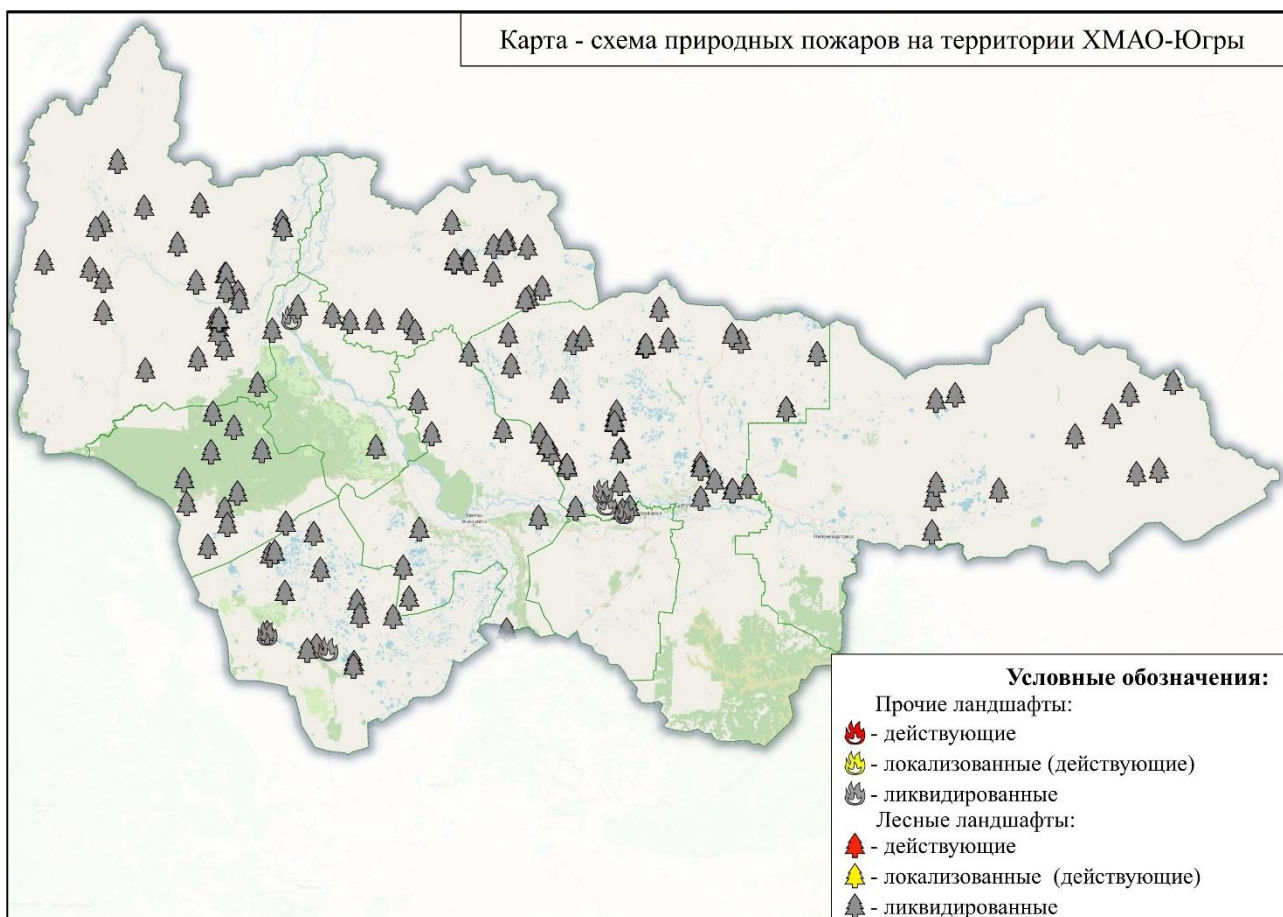 Карта - схема природных пожаров на территории ХМАО-Югры
Условные обозначения:
Прочие ландшафты:
- действующие
- локализованные (действующие)
- ликвидированные
Лесные ландшафты:
- действующие
- локализованные (действующие)
- ликвидированные